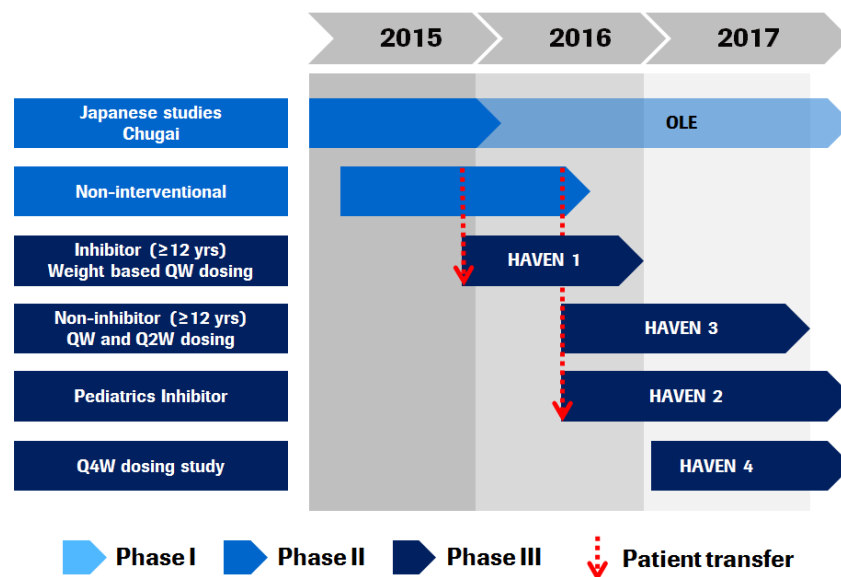 2015 2016 2017
Japanese studies
Chugai
OLE
Non-interventional
Inhibitor (≥12 yrs)
Weight based QW dosing
HAVEN 1
Non-inhibitor (≥12 yrs)
QW and Q2W dosing
HAVEN 3
Pediatrics Inhibitor
HAVEN 2
Q4W dosing study
HAVEN 4
Phase I Phase II Phase III Patient transfer